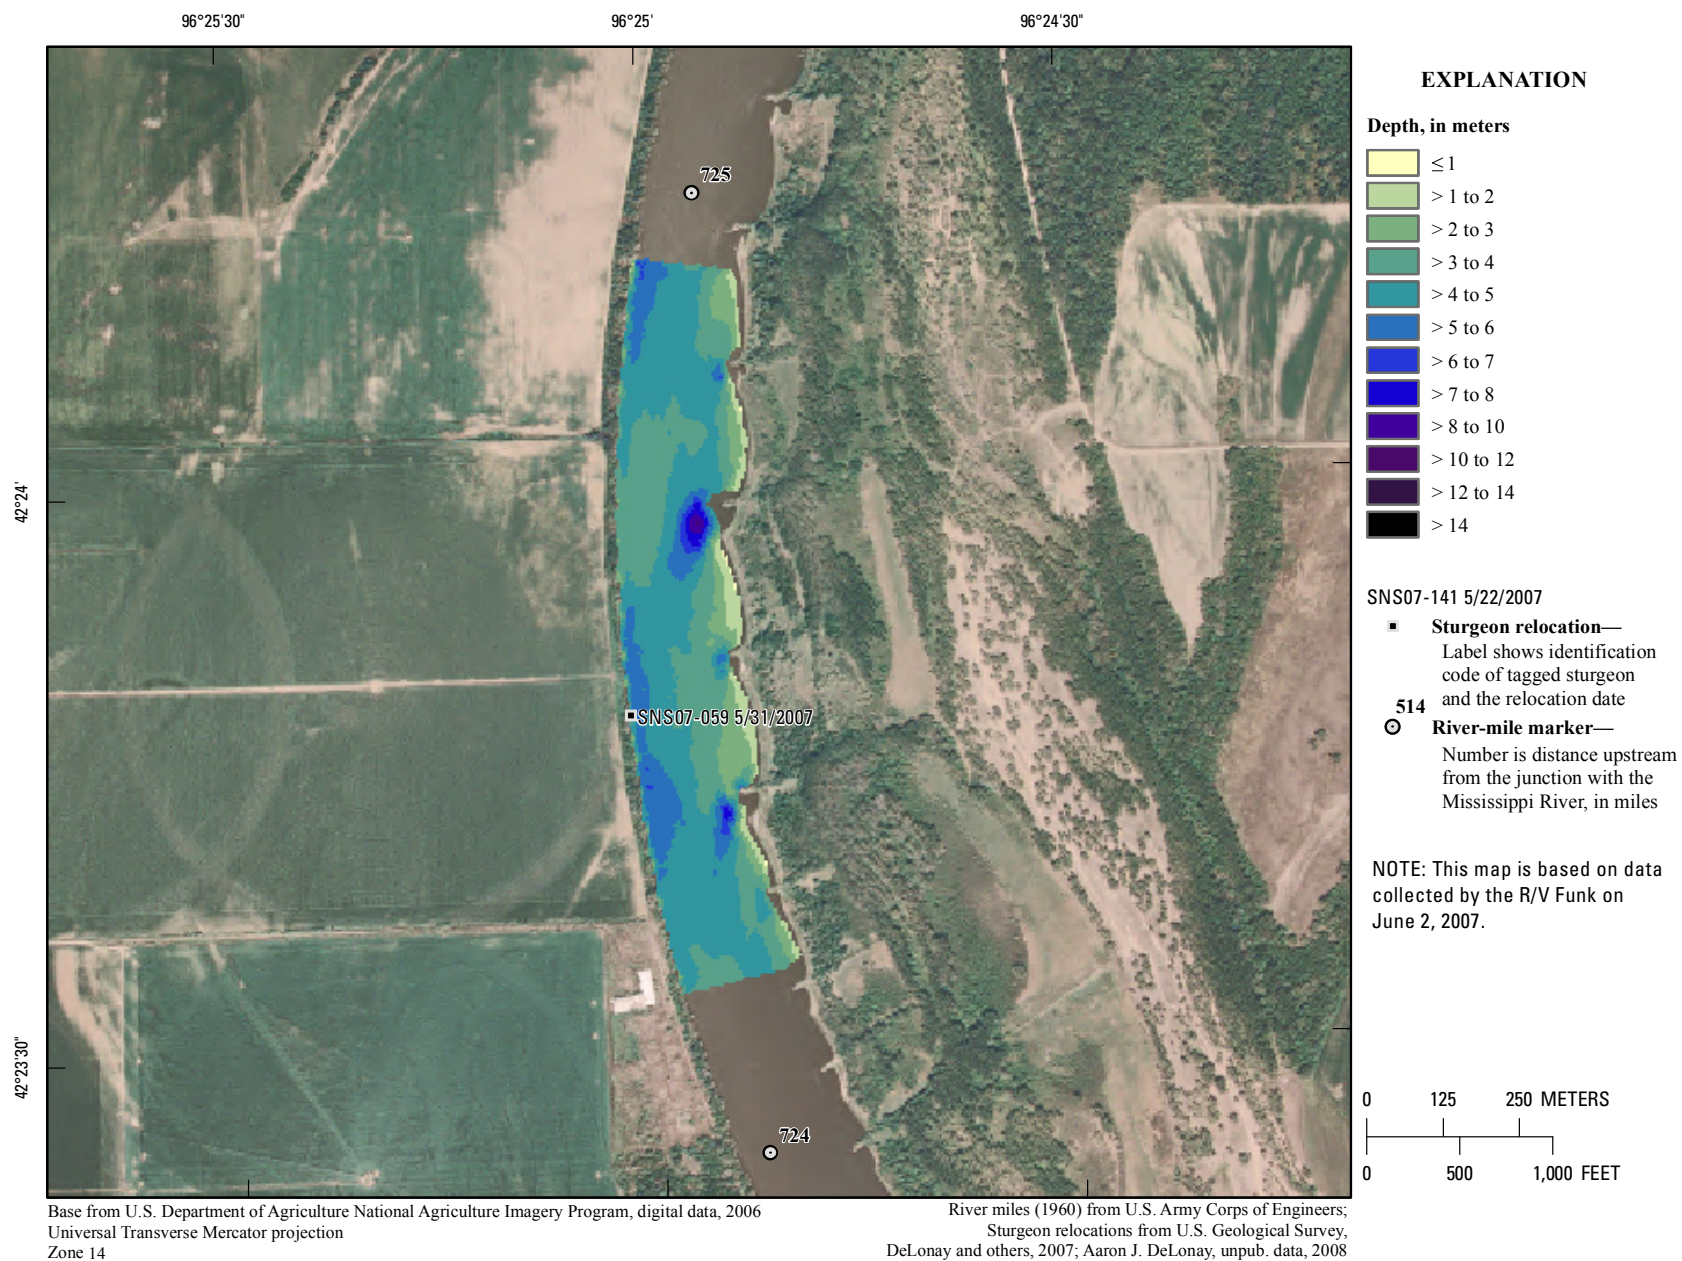 96°25'30"
96°25'
96°24'30"
42°24'
42°23'30"
725
SNS07-059 5/31/2007
724
EXPLANATION
Depth, in meters
≤ 1
> 1 to 2
> 2 to 3
> 3 to 4
> 4 to 5
> 5 to 6
> 6 to 7
> 7 to 8
> 8 to 10
> 10 to 12
> 12 to 14
> 14
SNS07-141 5/22/2007
Sturgeon relocation—
Label shows identification
code of tagged sturgeon
and the relocation date
514
River-mile marker—
Number is distance upstream
from the junction with the
Mississippi River, in miles
NOTE: This map is based on data
collected by the R/V Funk on
June 2, 2007.
0 125 250 METERS
0 500 1,000 FEET
Base from U.S. Department of Agriculture National Agriculture Imagery Program, digital data, 2006
Universal Transverse Mercator projection
Zone 14
River miles (1960) from U.S. Army Corps of Engineers;
Sturgeon relocations from U.S. Geological Survey,
DeLonay and others, 2007; Aaron J. DeLonay, unpub. data, 2008